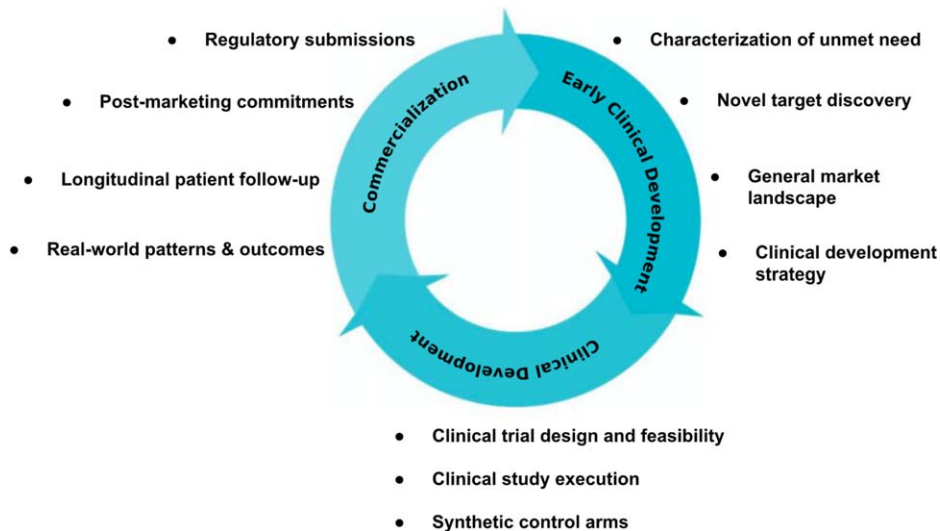 ● Regulatory submissions
● Post-marketing commitments
● Longitudinal patient follow-up
● Real-world patterns & outcomes
Commercialization
Early Clinical Development
Clinical Development
● Characterization of unmet need
● Novel target discovery
● General market
landscape
● Clinical development
strategy
● Clinical trial design and feasibility
● Clinical study execution
● Synthetic control arms